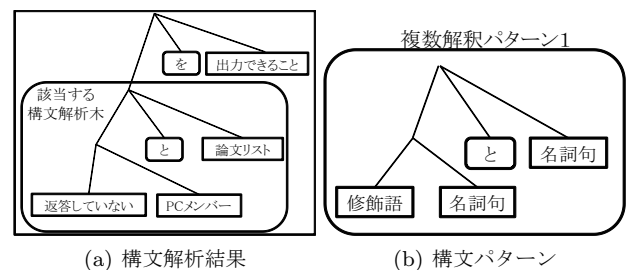 を
出力できること
該当する
構文解析木
と
論文リスト
返答していない
PCメンバー
(a) 構文解析結果
複数解釈パターン1
と
名詞句
修飾語
名詞句
(b) 構文パターン